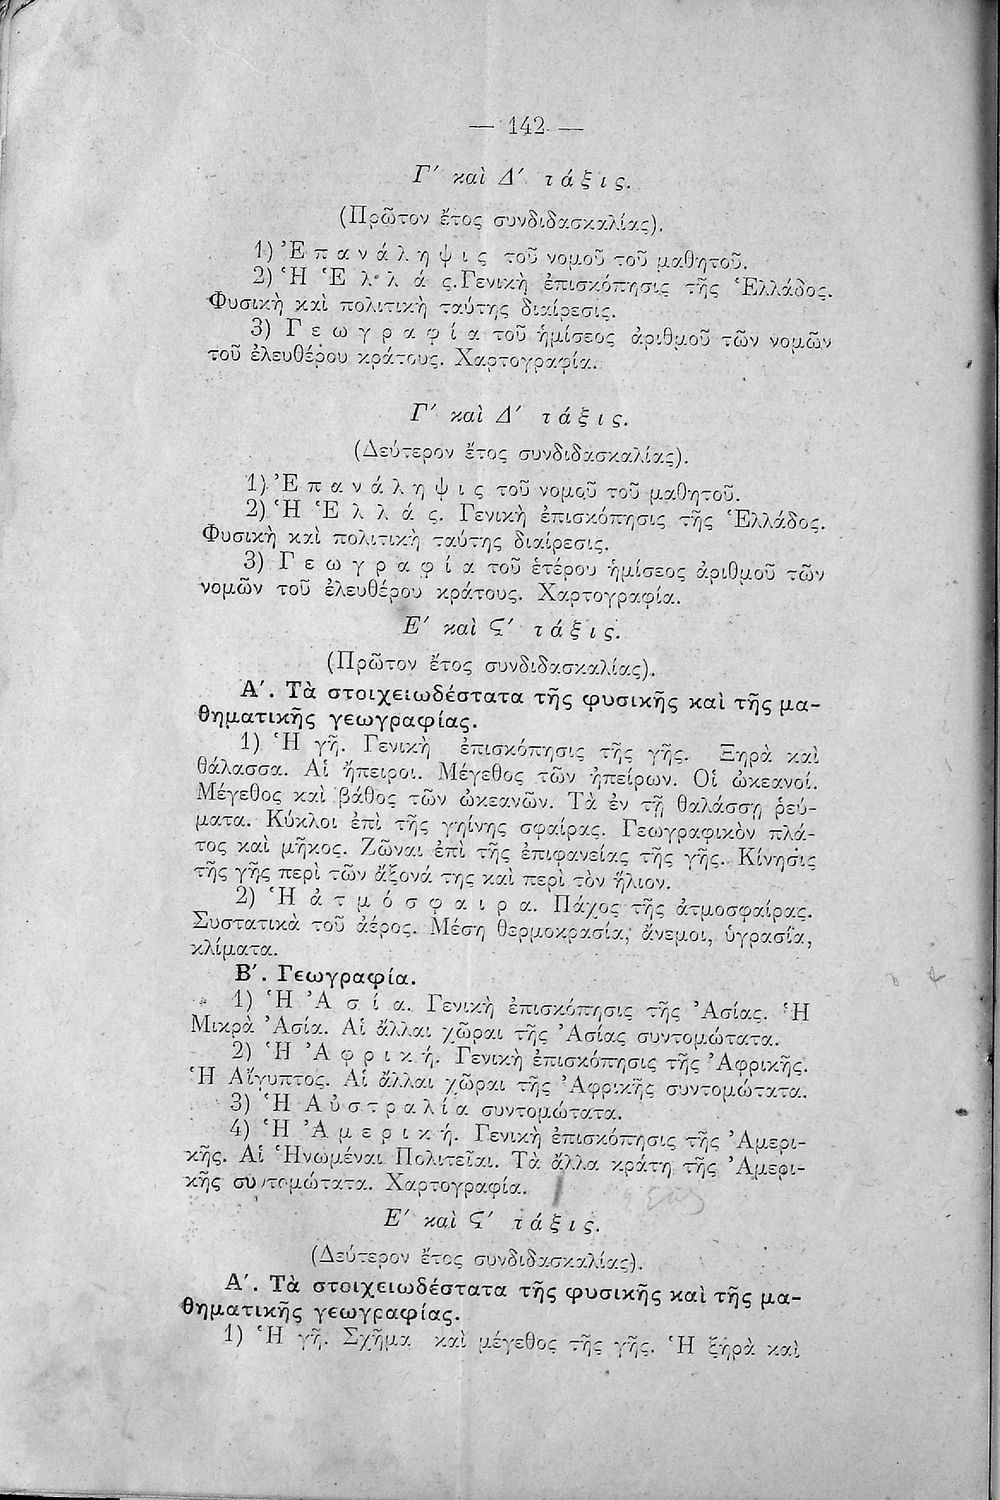 — 142 —
Γ′ καὶ Δ′ τάξις.
(Πρῶτον ἔτος συνδιδασκαλίας).
1) Ἐπανάληψις τοῦ νομοῦ τοῦ μαθητοῦ.
2) Ἡ Ἑλλάς. Γενικὴ ἐπισκόπησις τῆς Ἑλλάδος.
Φυσικὴ καὶ πολιτικὴ ταύτης διαίρεσις.
3) Γεωγραφία τοῦ ἡμίσεος ἀριθμοῦ τῶν νομῶν
τοῦ ἐλευθέρου κράτους. Χαρτογραφία.
Γ′ καὶ Δ′ τάξις.
(Δεύτερον ἔτος συνδιδασκαλίας).
1) Ἐπανάληψις τοῦ νομοῦ τοῦ μαθητοῦ.
2) Ἡ Ἑλλάς. Γενικὴ ἐπισκόπησις τῆς Ἑλλάδος.
Φυσικὴ καὶ πολιτικὴ ταύτης διαίρεσις.
3) Γεωγραφία τοῦ ἑτέρου ἡμίσεος ἀριθμοῦ τῶν
νομῶν τοῦ ἐλευθέρου κράτους. Χαρτογραφία.
Ε′ καὶ Ϛ′ τάξις.
(Πρῶτον ἔτος συνδιδασκαλίας).
Α′. Τὰ στοιχειωδέστατα τῆς φυσικῆς καὶ τῆς μα-
θηματικῆς γεωγραφίας.
1) Ἡ γῆ. Γενικὴ ἐπισκόπησις τῆς γῆς. Ξηρὰ καὶ
θάλασσα. Αἱ ἤπειροι. Μέγεθος τῶν ἠπείρων. Οἱ ὠκεανοί.
Μέγεθος καὶ βάθος τῶν ὠκεανῶν. Τὰ ἐν τῇ θαλάσσῃ ῥεύ-
ματα. Κύκλοι ἐπὶ τῆς γηίνης σφαίρας. Γεωγραφικὸν πλά-
τος καὶ μῆκος. Ζῶναι ἐπὶ τῆς ἐπιφανείας τῆς γῆς. Κίνησις
τῆς γῆς περὶ τῶν ἄξονά της καὶ περὶ τὸν ἥλιον.
2) Ἡ ἀτμόσφαιρα. Πάχος τῆς ἀτμοσφαίρας.
Συστατικὰ τοῦ ἀέρος. Μέση θερμοκρασία, ἄνεμοι, ὑγρασία,
κλίματα.
Β′. Γεωγραφία.
1) Ἡ Ἀσία. Γενικὴ ἐπισκόπησις τῆς Ἀσίας. Ἡ
Μικρὰ Ἀσία. Αἱ ἄλλαι χῶραι τῆς Ἀσίας συντομώτατα.
2) Ἡ Ἀφρική. Γενικὴ ἐπισκόπησις τῆς Ἀφρικῆς.
Ἡ Αἴγυπτος. Αἱ ἄλλαι χῶραι τῆς Ἀφρικῆς συντομώτατα.
3) Ἡ Αὐστραλία συντομώτατα.
4) Ἡ Ἀμερική. Γενικὴ ἐπισκόπησις τῆς Ἀμερι-
κῆς. Αἱ Ἡνωμέναι Πολιτεῖαι. Τὰ ἄλλα κράτη τῆς Ἀμερι-
κῆς συντομώτατα. Χαρτογραφία.
Ε′ καὶ Ϛ′ τάξις.
(Δεύτερον ἔτος συνδιδασκαλίας).
Α′. Τὰ στοιχειωδέστατα τῆς φυσικῆς καὶ τῆς μα-
θηματικῆς γεωγραφίας.
1) Ἡ γῆ. Σχῆμα καὶ μέγεθος τῆς γῆς. Ἡ ξηρὰ καὶ